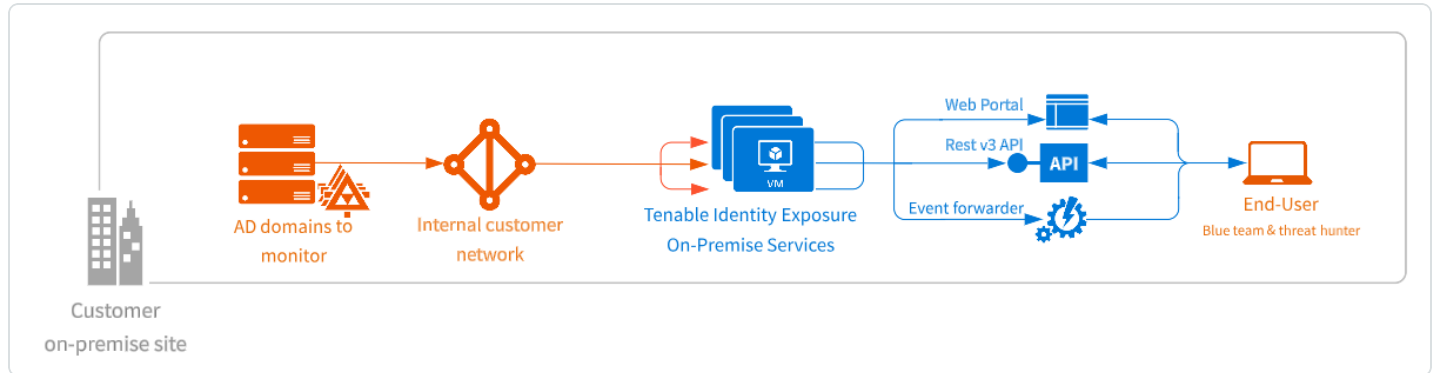 AD domains to
monitor
Internal customer
network
VM
Tenable Identity Exposure
On-Premise Services
Web Portal
Rest v3 API
API
Event forwarder
End-User
Blue team & threat hunter
Customer
on-premise site